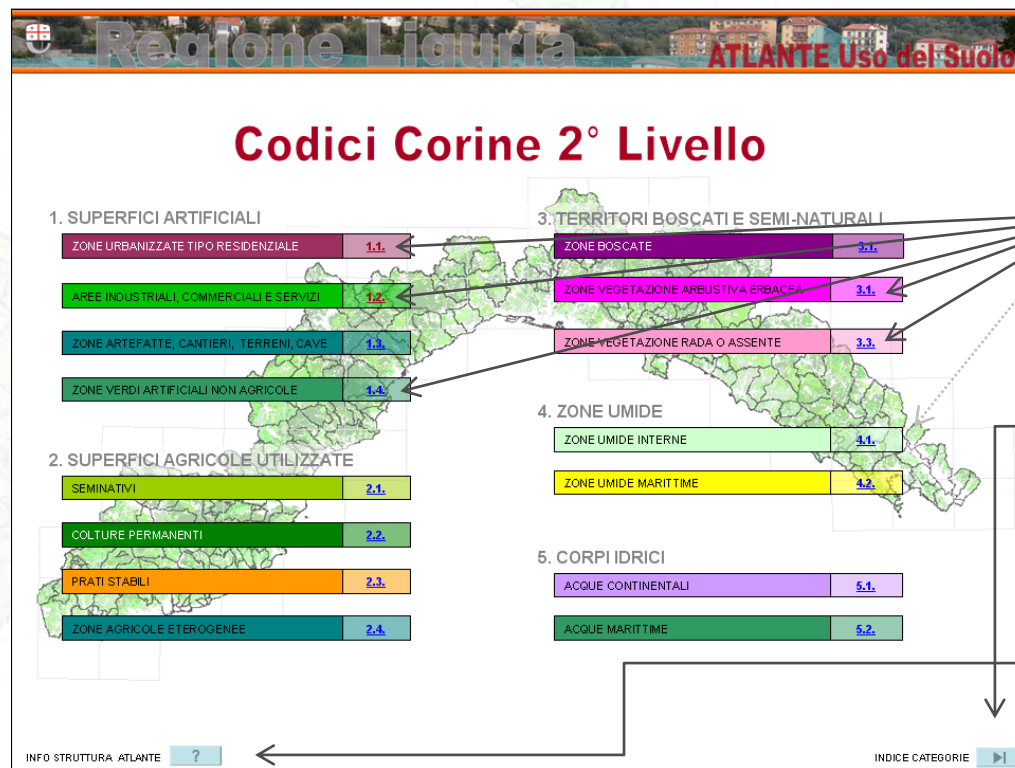 Regione Liguria
ATLANTE Uso del Suolo
Codici Corine 2° Livello
1. SUPERFICI ARTIFICIALI
ZONE URBANIZZATE TIPO RESIDENZIALE 1.1.
AREE INDUSTRIALI, COMMERCIALI E SERVIZI 1.2.
ZONE ARTEFATTE, CANTIERI, TERRENI, CAVE 1.3.
ZONE VERDI ARTIFICIALI NON AGRICOLE 1.4.
2. SUPERFICI AGRICOLE UTILIZZATE
SEMINATIVI 2.1.
COLTURE PERMANENTI 2.2.
PRATI STABILI 2.3.
ZONE AGRICOLE ETEROGENEE 2.4.
3. TERRITORI BOSCATI E SEMI-NATURALI
ZONE BOSCATE 3.1.
ZONE VEGETAZIONE ARBUSTIVA ERBACEA 3.1.
ZONE VEGETAZIONE RADA O ASSENTE 3.3.
4. ZONE UMIDE
ZONE UMIDE INTERNE 4.1.
ZONE UMIDE MARITTIME 4.2.
5. CORPI IDRICI
ACQUE CONTINENTALI 5.1.
ACQUE MARITTIME 5.2.
INFO STRUTTURA ATLANTE ?
INDICE CATEGORIE